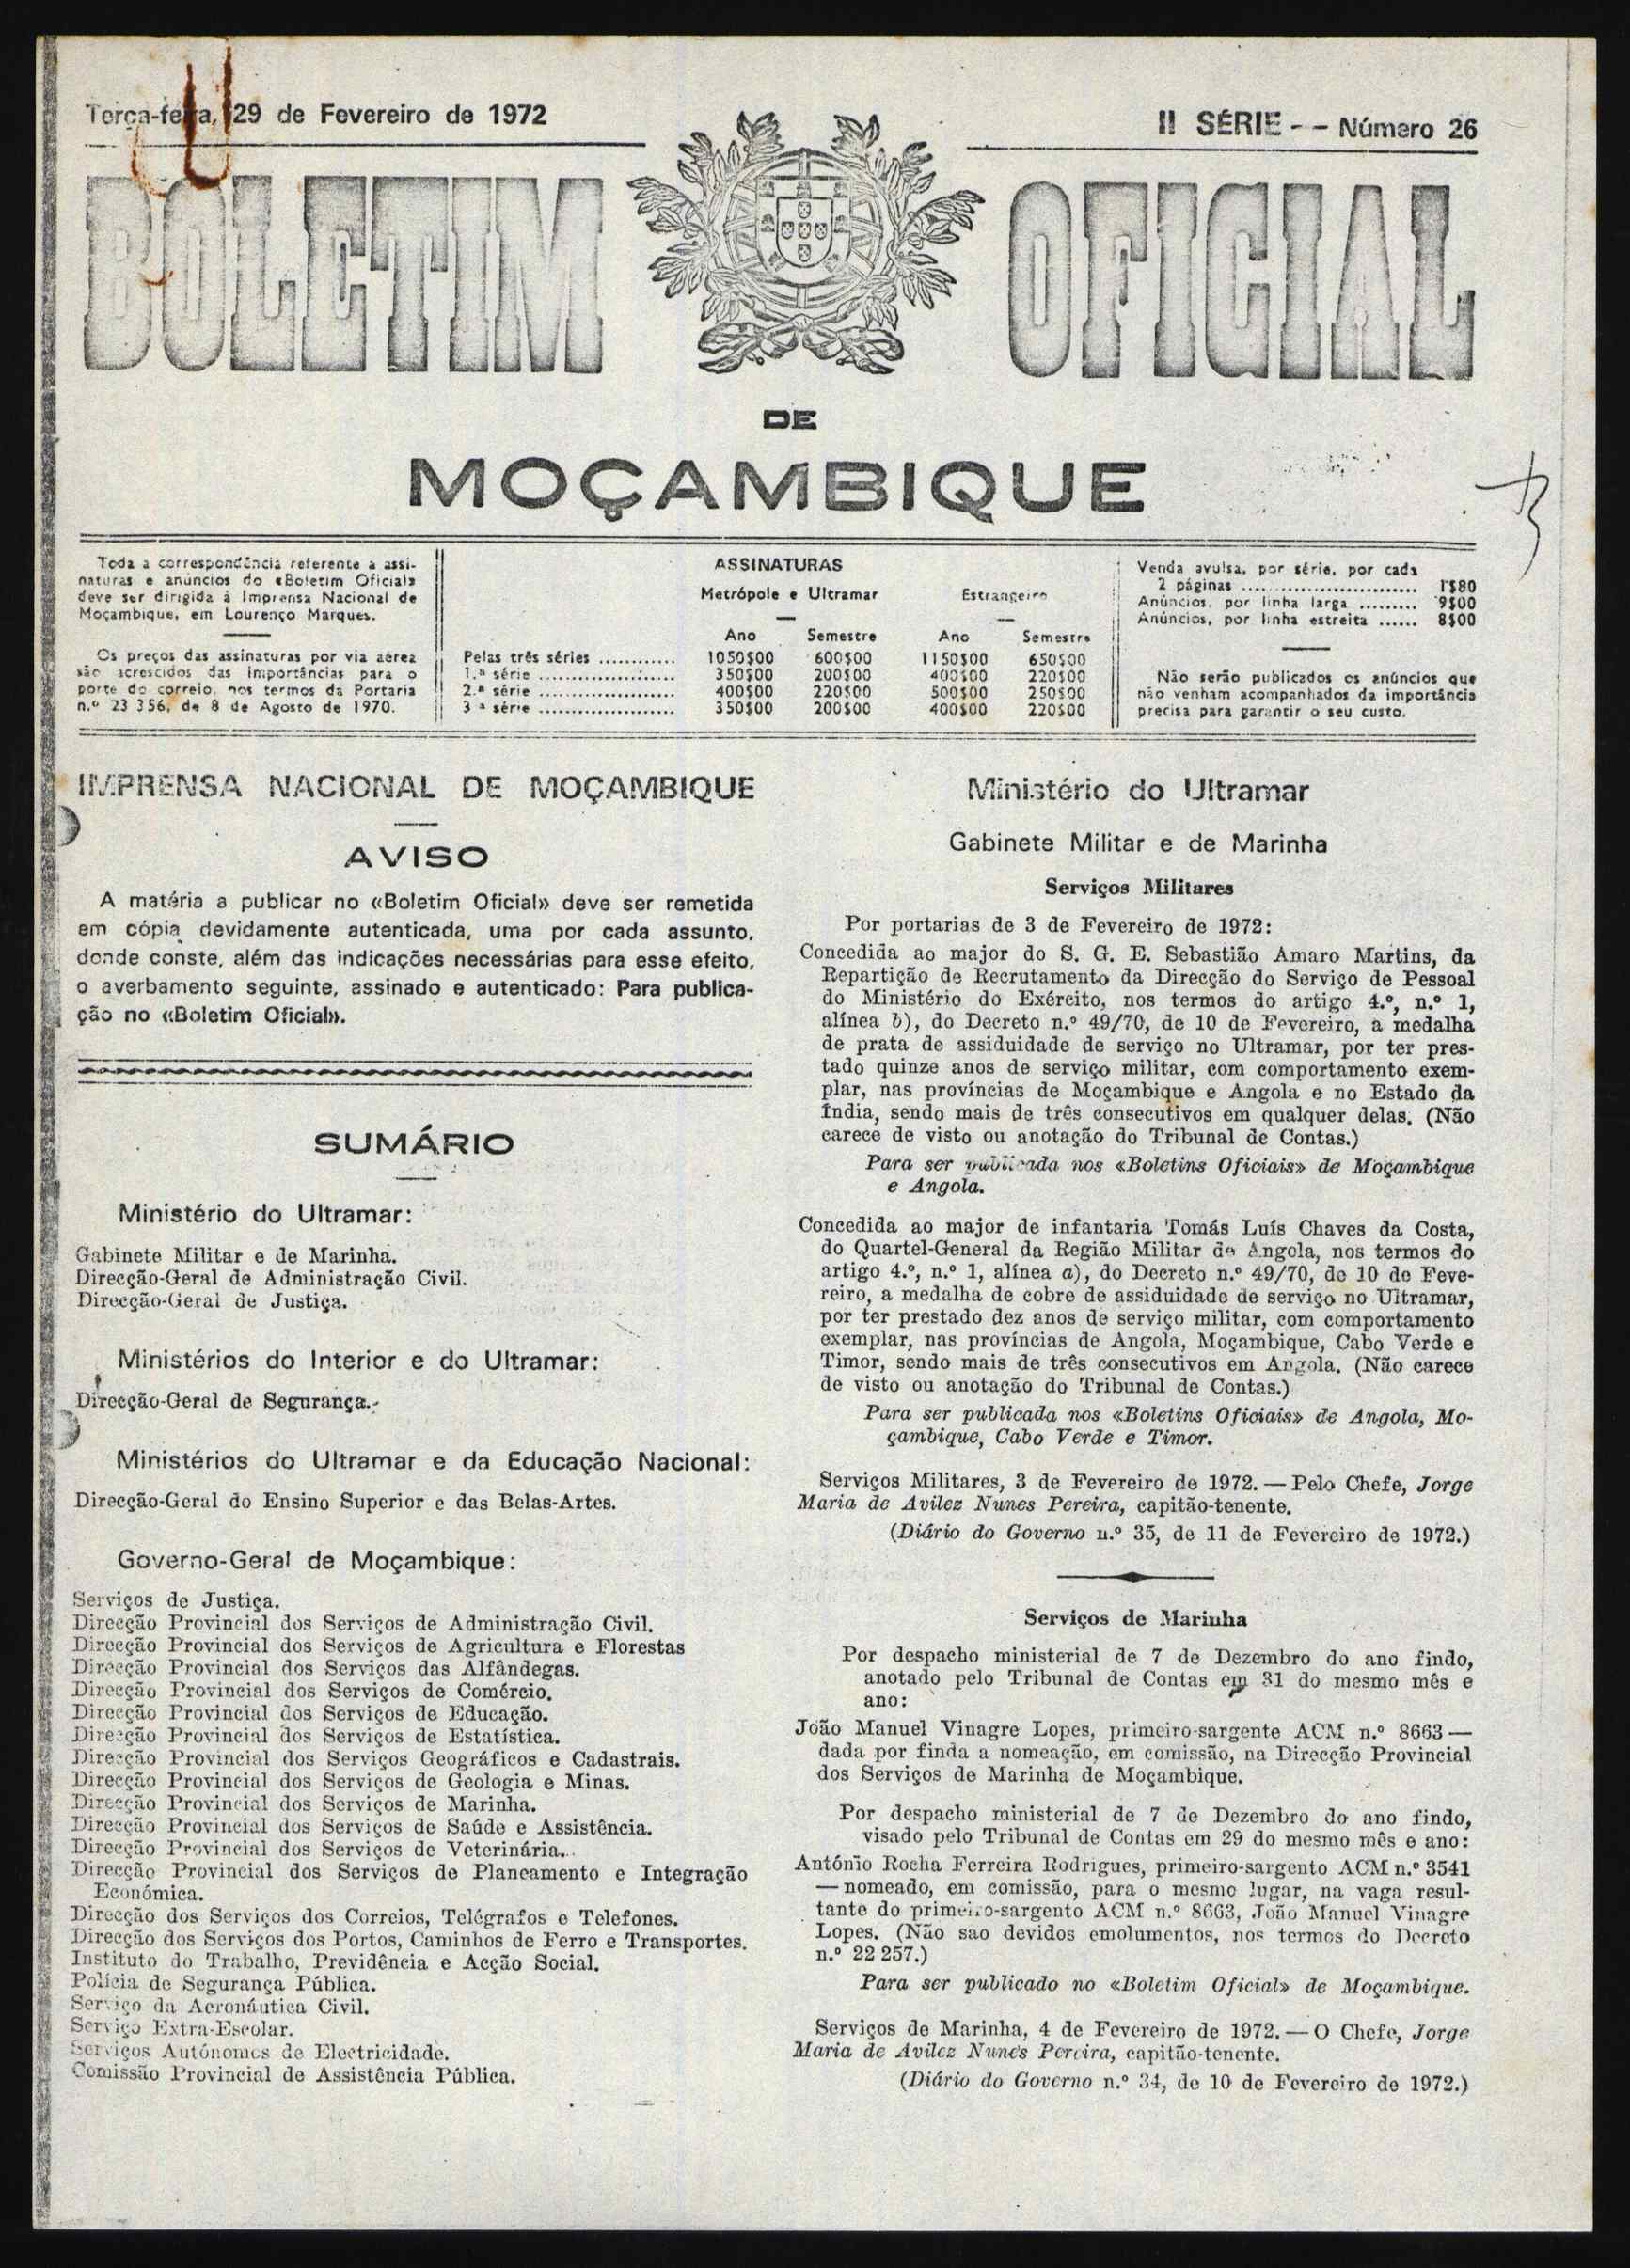 Terça-feira, 29 de Fevereiro de 1972
II SÉRIE -- Número 26
BOLETIM OFICIAL
DE
MOÇAMBIQUE
Toda a correspondência referente a assi-
naturas e anúncios do «Boletim Oficial»
deve ser dirigida à Imprensa Nacional de
Moçambique, em Lourenço Marques.
Os preços das assinaturas por via aérea
são acrescidos das importâncias para o
porte do correio, nos termos da Portaria
n.º 23 356, de 8 de Agosto de 1970.
ASSINATURAS
Metrópole e Ultramar Estrangeiro
Ano Semestre Ano Semestre
Pelas três séries ............ 1050$00 600$00 1150$00 650$00
1.ª série .................... 350$00 200$00 400$00 220$00
2.ª série .................... 400$00 220$00 500$00 250$00
3.ª série .................... 350$00 200$00 400$00 220$00
Venda avulsa, por série, por cada
2 páginas .......................... 1$80
Anúncios, por linha larga ......... 9$00
Anúncios, por linha estreita ...... 8$00
Não serão publicados os anúncios que
não venham acompanhados da importância
precisa para garantir o seu custo.
IMPRENSA NACIONAL DE MOÇAMBIQUE
AVISO
A matéria a publicar no «Boletim Oficial» deve ser remetida
em cópia devidamente autenticada, uma por cada assunto,
donde conste, além das indicações necessárias para esse efeito,
o averbamento seguinte, assinado e autenticado: Para publica-
ção no «Boletim Oficial».
SUMÁRIO
Ministério do Ultramar:
Gabinete Militar e de Marinha.
Direcção-Geral de Administração Civil.
Direcção-Geral de Justiça.
Ministérios do Interior e do Ultramar:
Direcção-Geral de Segurança.
Ministérios do Ultramar e da Educação Nacional:
Direcção-Geral do Ensino Superior e das Belas-Artes.
Governo-Geral de Moçambique:
Serviços de Justiça.
Direcção Provincial dos Serviços de Administração Civil.
Direcção Provincial dos Serviços de Agricultura e Florestas
Direcção Provincial dos Serviços das Alfândegas.
Direcção Provincial dos Serviços de Comércio.
Direcção Provincial dos Serviços de Educação.
Direcção Provincial dos Serviços de Estatística.
Direcção Provincial dos Serviços Geográficos e Cadastrais.
Direcção Provincial dos Serviços de Geologia e Minas.
Direcção Provincial dos Serviços de Marinha.
Direcção Provincial dos Serviços de Saúde e Assistência.
Direcção Provincial dos Serviços de Veterinária.
Direcção Provincial dos Serviços de Planeamento e Integração
Económica.
Direcção dos Serviços dos Correios, Telégrafos e Telefones.
Direcção dos Serviços dos Portos, Caminhos de Ferro e Transportes.
Instituto do Trabalho, Previdência e Acção Social.
Polícia de Segurança Pública.
Serviço da Aeronáutica Civil.
Serviço Extra-Escolar.
Serviços Autónomos de Electricidade.
Comissão Provincial de Assistência Pública.
Ministério do Ultramar
Gabinete Militar e de Marinha
Serviços Militares
Por portarias de 3 de Fevereiro de 1972:
Concedida ao major do S. G. E. Sebastião Amaro Martins, da
Repartição de Recrutamento da Direcção do Serviço de Pessoal
do Ministério do Exército, nos termos do artigo 4.º, n.º 1,
alínea b), do Decreto n.º 49/70, de 10 de Fevereiro, a medalha
de prata de assiduidade de serviço no Ultramar, por ter pres-
tado quinze anos de serviço militar, com comportamento exem-
plar, nas províncias de Moçambique e Angola e no Estado da
Índia, sendo mais de três consecutivos em qualquer delas. (Não
carece de visto ou anotação do Tribunal de Contas.)
Para ser publicada nos «Boletins Oficiais» de Moçambique
e Angola.
Concedida ao major de infantaria Tomás Luís Chaves da Costa,
do Quartel-General da Região Militar de Angola, nos termos do
artigo 4.º, n.º 1, alínea a), do Decreto n.º 49/70, de 10 de Feve-
reiro, a medalha de cobre de assiduidade de serviço no Ultramar,
por ter prestado dez anos de serviço militar, com comportamento
exemplar, nas províncias de Angola, Moçambique, Cabo Verde e
Timor, sendo mais de três consecutivos em Angola. (Não carece
de visto ou anotação do Tribunal de Contas.)
Para ser publicada nos «Boletins Oficiais» de Angola, Mo-
çambique, Cabo Verde e Timor.
Serviços Militares, 3 de Fevereiro de 1972. — Pelo Chefe, Jorge
Maria de Avilez Nunes Pereira, capitão-tenente.
(Diário do Governo n.º 35, de 11 de Fevereiro de 1972.)
Serviços de Marinha
Por despacho ministerial de 7 de Dezembro do ano findo,
anotado pelo Tribunal de Contas em 31 do mesmo mês e
ano:
João Manuel Vinagre Lopes, primeiro-sargente ACM n.º 8663 —
dada por finda a nomeação, em comissão, na Direcção Provincial
dos Serviços de Marinha de Moçambique.
Por despacho ministerial de 7 de Dezembro do ano findo,
visado pelo Tribunal de Contas em 29 do mesmo mês e ano:
António Rocha Ferreira Rodrigues, primeiro-sargento ACM n.º 3541
— nomeado, em comissão, para o mesmo lugar, na vaga resul-
tante do primeiro-sargento ACM n.º 8663, João Manuel Vinagre
Lopes. (Não sao devidos emolumentos, nos termos do Decreto
n.º 22 257.)
Para ser publicado no «Boletim Oficial» de Moçambique.
Serviços de Marinha, 4 de Fevereiro de 1972. — O Chefe, Jorge
Maria de Avilez Nunes Pereira, capitão-tenente.
(Diário do Governo n.º 34, de 10 de Fevereiro de 1972.)